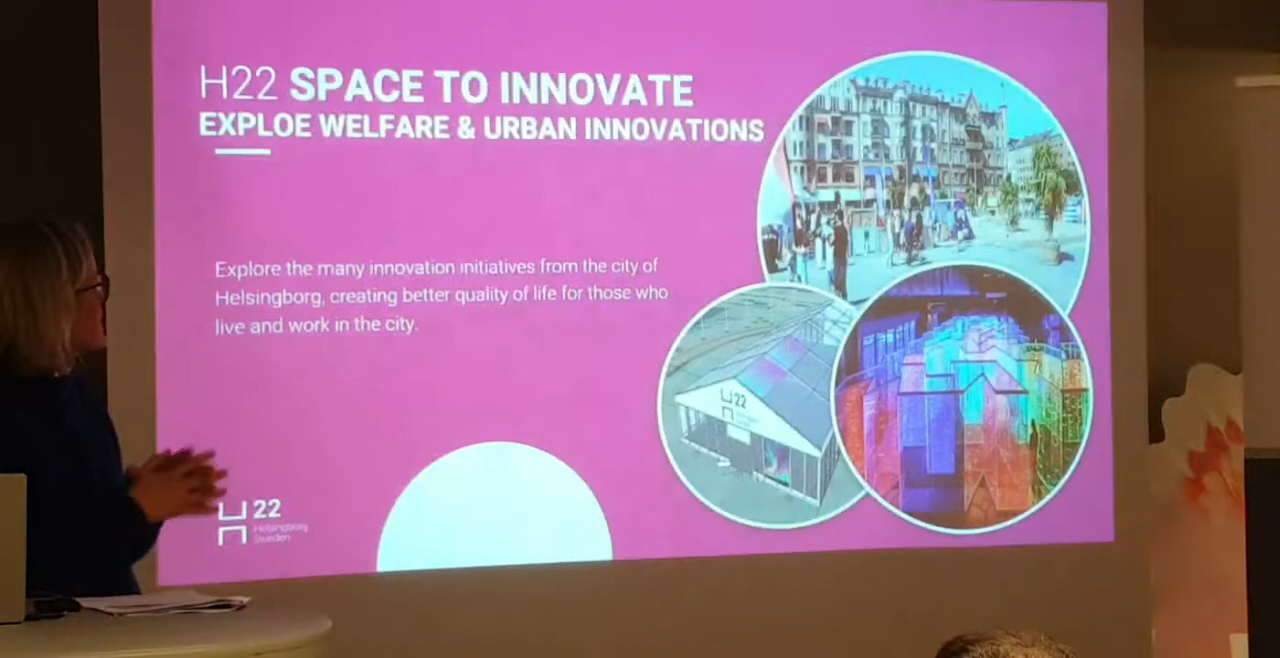 H22 SPACE TO INNOVATE
EXPLOE WELFARE & URBAN INNOVATIONS
Explore the many innovation initiatives from the city of
Helsingborg, creating better quality of life for those who
live and work in the city.
22
22
Helsingborg
Sweden